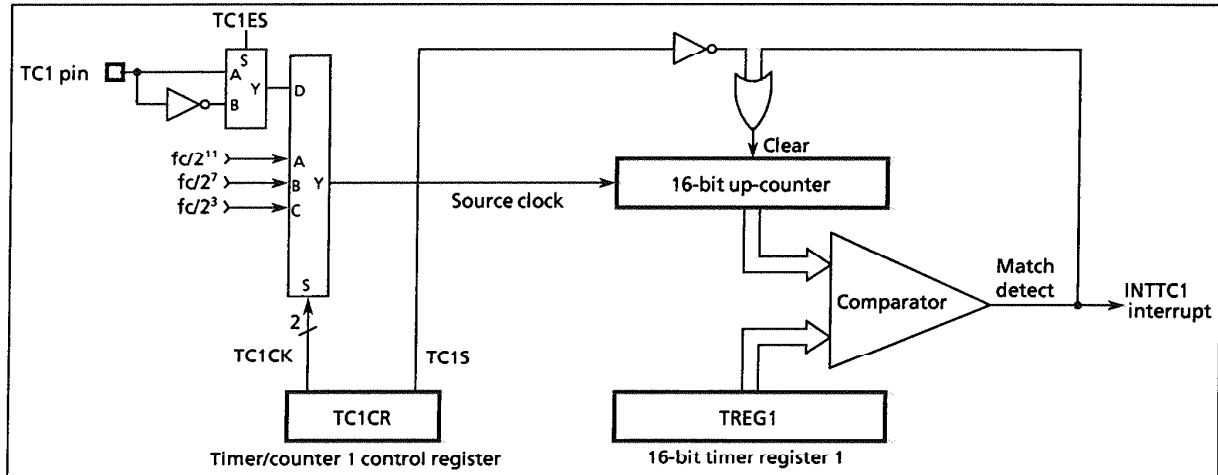 TC1ES
TC1 pin
S
A
Y
B
D
fc/2¹¹
A
fc/2⁷
B
Y
fc/2³
C
S
2
TC1CK
TC1S
Source clock
Clear
16-bit up-counter
Comparator
Match
detect
INTTC1
interrupt
TC1CR
TREG1
Timer/counter 1 control register
16-bit timer register 1